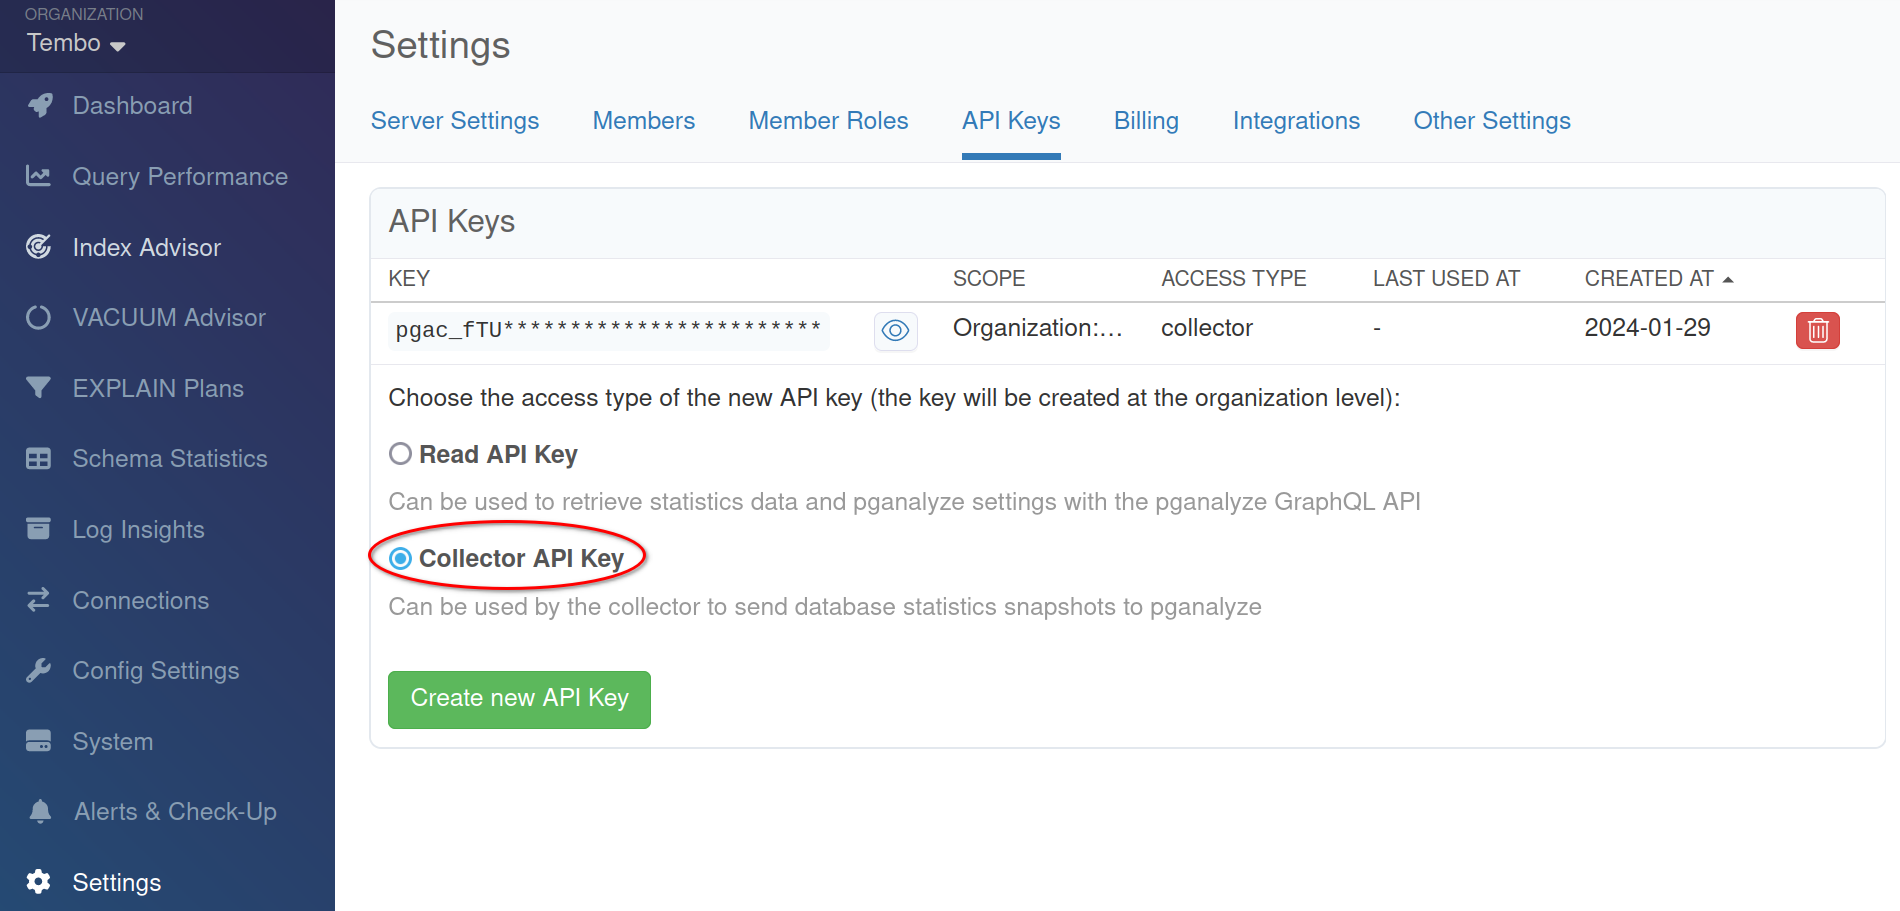 ORGANIZATION
Tembo
Dashboard
Query Performance
Index Advisor
VACUUM Advisor
EXPLAIN Plans
Schema Statistics
Log Insights
Connections
Config Settings
System
Alerts & Check-Up
Settings
Settings
Server Settings Members Member Roles API Keys Billing Integrations Other Settings
API Keys
KEY SCOPE ACCESS TYPE LAST USED AT CREATED AT
pgac_fTU************************ Organization:... collector - 2024-01-29
Choose the access type of the new API key (the key will be created at the organization level):
Read API Key
Can be used to retrieve statistics data and pganalyze settings with the pganalyze GraphQL API
Collector API Key
Can be used by the collector to send database statistics snapshots to pganalyze
Create new API Key